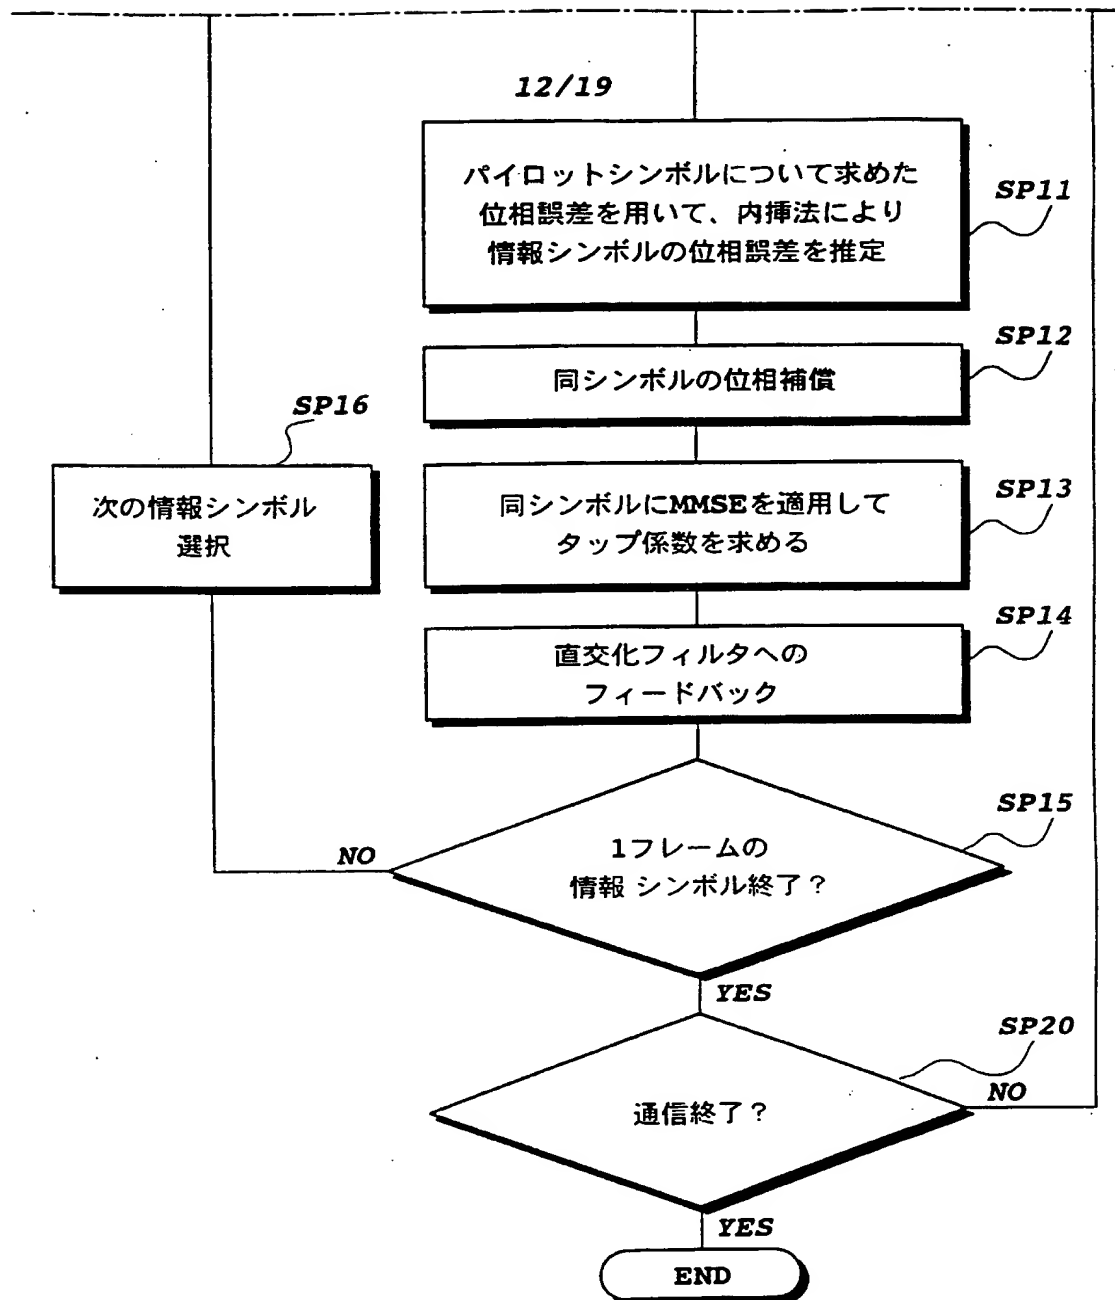 12/19
パイロットシンボルについて求めた
位相誤差を用いて、内挿法により
情報シンボルの位相誤差を推定
SP11
同シンボルの位相補償
SP12
SP16
次の情報シンボル
選択
同シンボルにMMSEを適用して
タップ係数を求める
SP13
直交化フィルタへの
フィードバック
SP14
1フレームの
情報 シンボル終了?
SP15
NO
YES
通信終了?
SP20
NO
YES
END